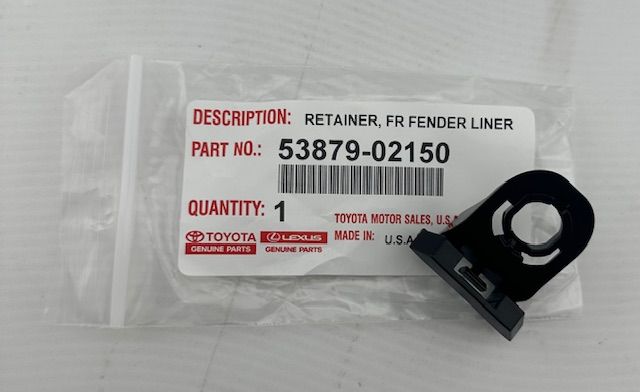 DESCRIPTION: RETAINER, FR FENDER LINER
PART NO.: 53879-02150
QUANTITY: 1
TOYOTA MOTOR SALES, U.S.A
TOYOTA LEXUS
GENUINE PARTS GENUINE PARTS
MADE IN: U.S.A